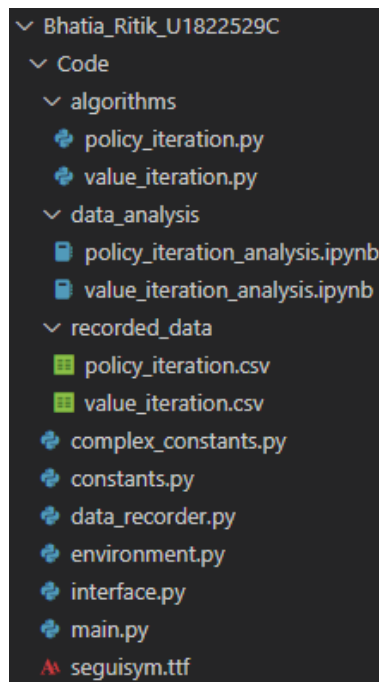 Bhatia_Ritik_U1822529C
Code
algorithms
policy_iteration.py
value_iteration.py
data_analysis
policy_iteration_analysis.ipynb
value_iteration_analysis.ipynb
recorded_data
policy_iteration.csv
value_iteration.csv
complex_constants.py
constants.py
data_recorder.py
environment.py
interface.py
main.py
seguisym.ttf